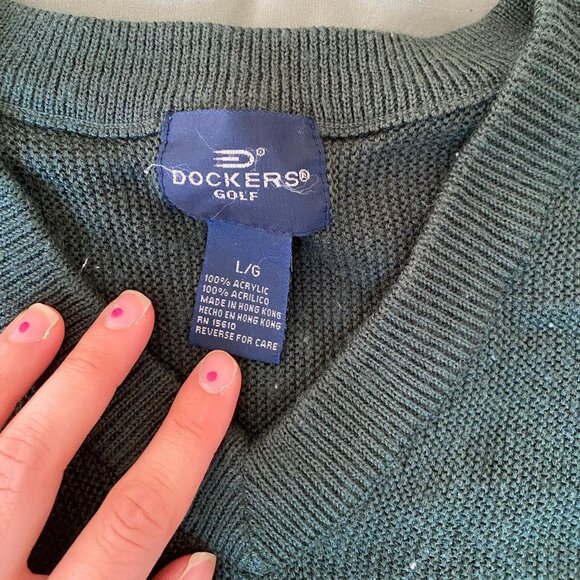 DOCKERS®
GOLF
L/G
100% ACRYLIC
100% ACRILICO
MADE IN HONG KONG
HECHO EN HONG KONG
RN 15610
REVERSE FOR CARE